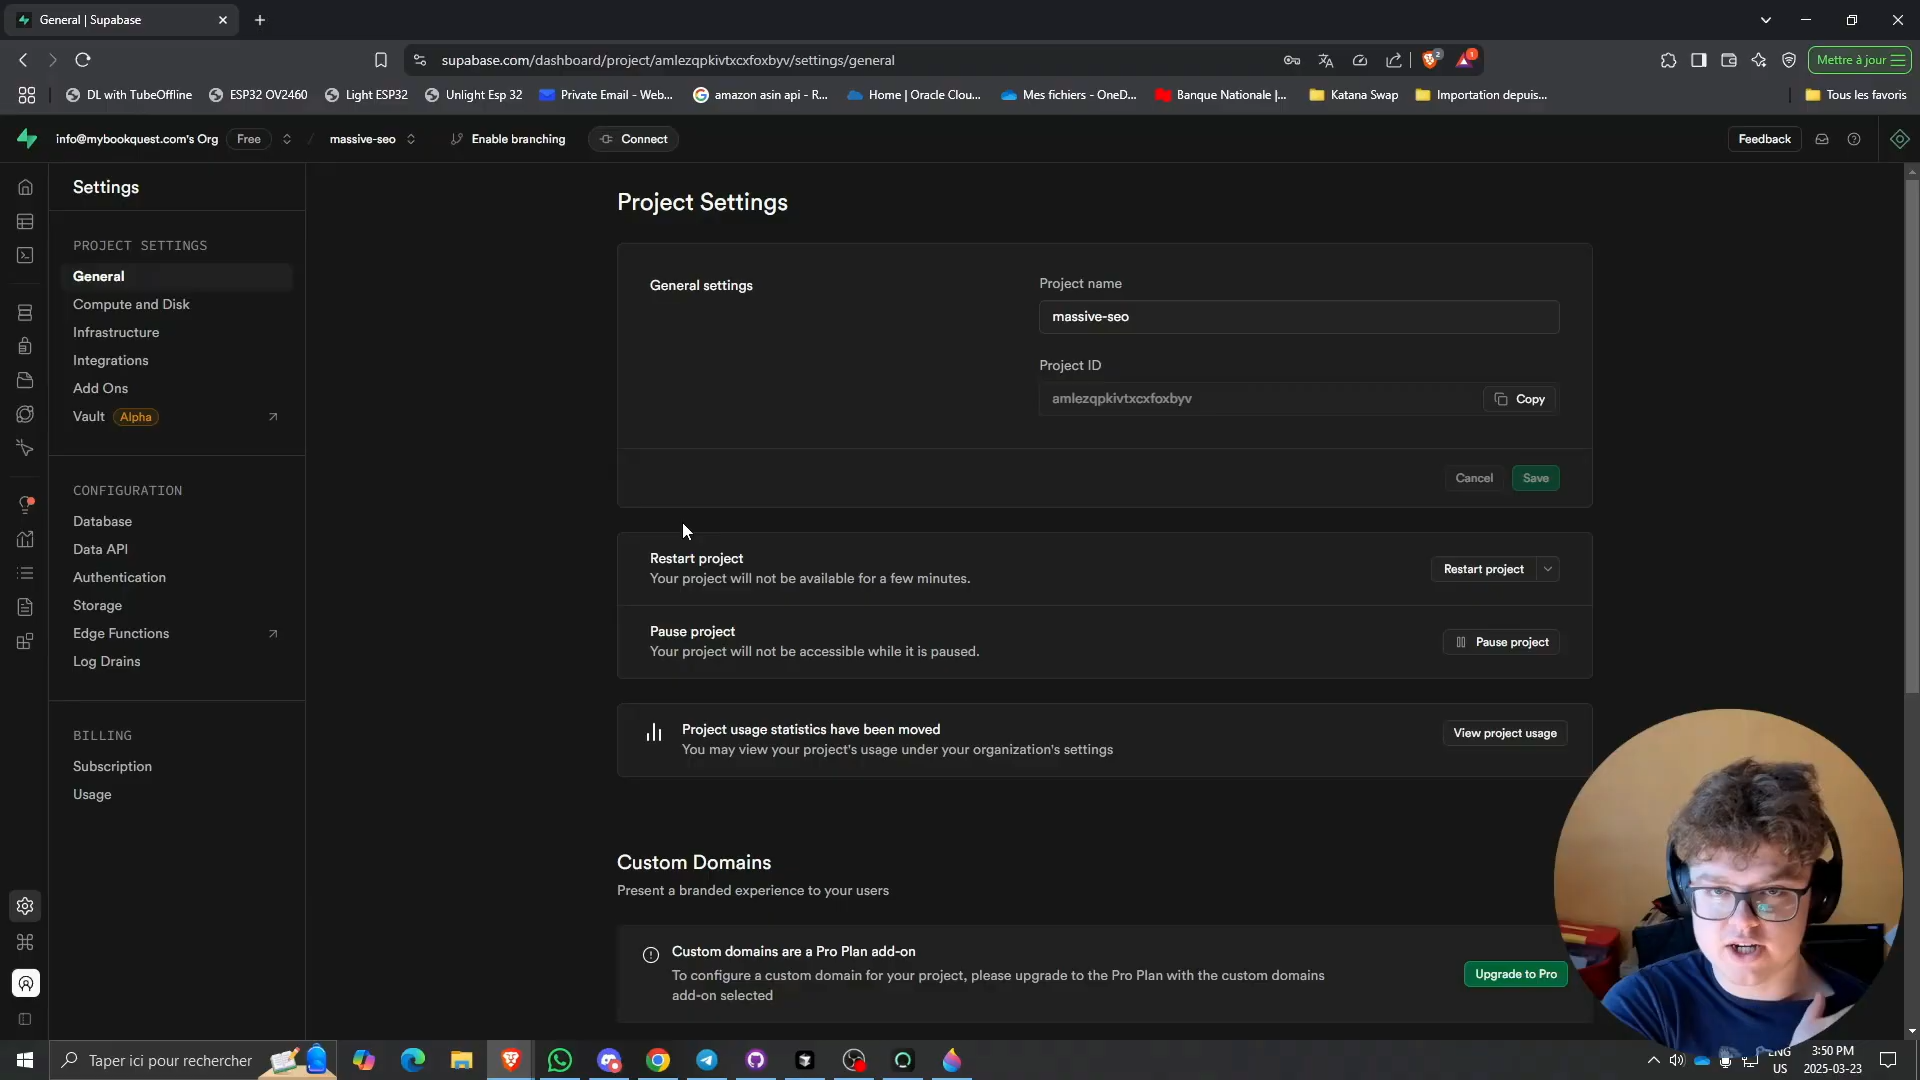 General | Supabase
supabase.com/dashboard/project/amlezqpkivtxcxfoxbyv/settings/general
2
1
Mettre à jour
DL with TubeOffline
ESP32 OV2460
Light ESP32
Unlight Esp 32
Private Email - Web...
amazon asin api - R...
Home | Oracle Clou...
Mes fichiers - OneD...
Banque Nationale |...
Katana Swap
Importation depuis...
Tous les favoris
info@mybookquest.com's Org
Free
massive-seo
Enable branching
Connect
Feedback
Settings
PROJECT SETTINGS
General
Compute and Disk
Infrastructure
Integrations
Add Ons
Vault
Alpha
CONFIGURATION
Database
Data API
Authentication
Storage
Edge Functions
Log Drains
BILLING
Subscription
Usage
Project Settings
General settings
Project name
massive-seo
Project ID
amlezqpkivtxcxfoxbyv
Copy
Cancel
Save
Restart project
Your project will not be available for a few minutes.
Restart project
Pause project
Your project will not be accessible while it is paused.
Pause project
Project usage statistics have been moved
You may view your project's usage under your organization's settings
View project usage
Custom Domains
Present a branded experience to your users
Custom domains are a Pro Plan add-on
To configure a custom domain for your project, please upgrade to the Pro Plan with the custom domains
add-on selected
Upgrade to Pro
Taper ici pour rechercher
ENG
US
3:50 PM
2025-03-23